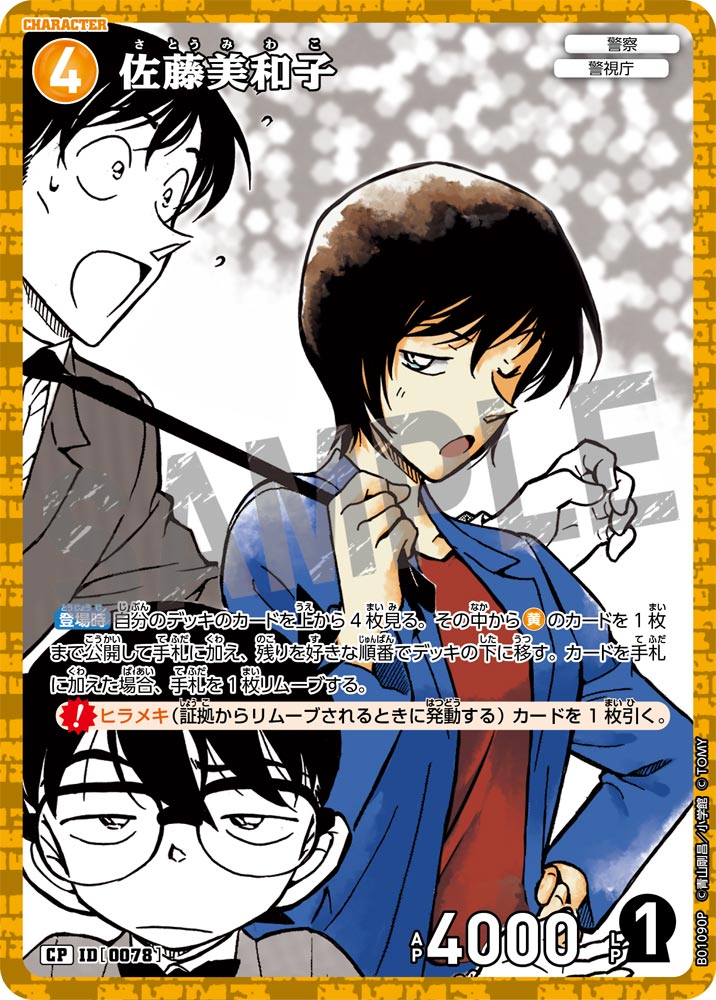 CHARACTER
4
さとうみわこ
佐藤美和子
警察
警視庁
SAMPLE
登場時 自分のデッキのカードを上から4枚見る。その中から黄のカードを1枚
まで公開して手札に加え、残りを好きな順番でデッキの下に移す。カードを手札
に加えた場合、手札を1枚リムーブする。
ヒラメキ(証拠からリムーブされるときに発動する)カードを1枚引く。
CP ID[0078]
AP 4000
LP 1
B01090P ©青山剛昌/小学館 ©TOMY